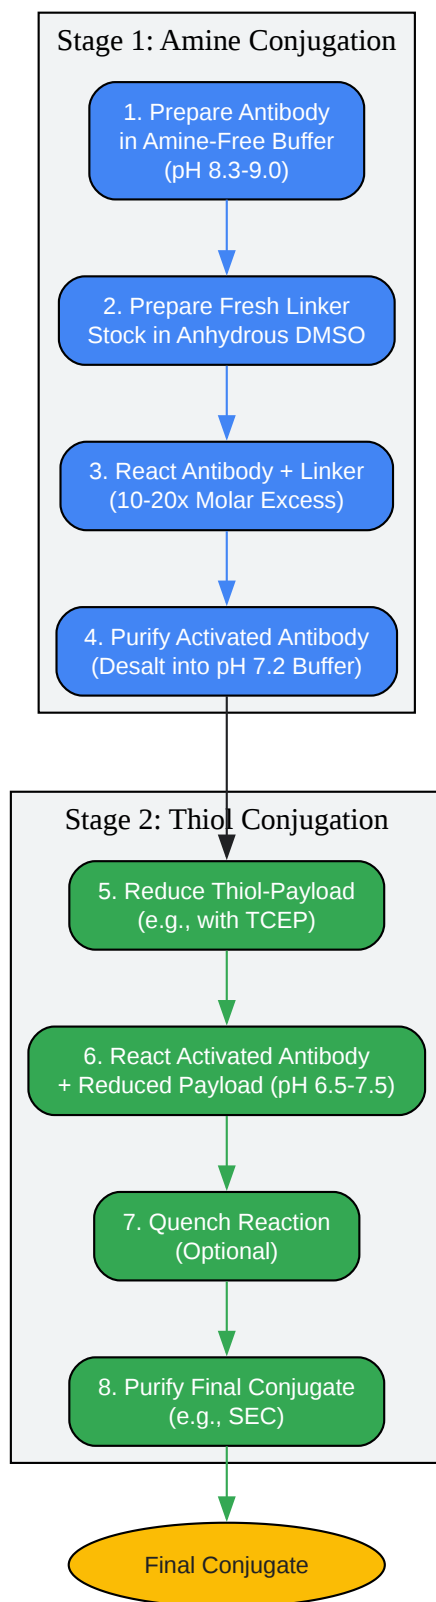 Stage 1: Amine Conjugation
1. Prepare Antibody
in Amine-Free Buffer
(pH 8.3-9.0)
2. Prepare Fresh Linker
Stock in Anhydrous DMSO
3. React Antibody + Linker
(10-20x Molar Excess)
4. Purify Activated Antibody
(Desalt into pH 7.2 Buffer)
Stage 2: Thiol Conjugation
5. Reduce Thiol-Payload
(e.g., with TCEP)
6. React Activated Antibody
+ Reduced Payload (pH 6.5-7.5)
7. Quench Reaction
(Optional)
8. Purify Final Conjugate
(e.g., SEC)
Final Conjugate